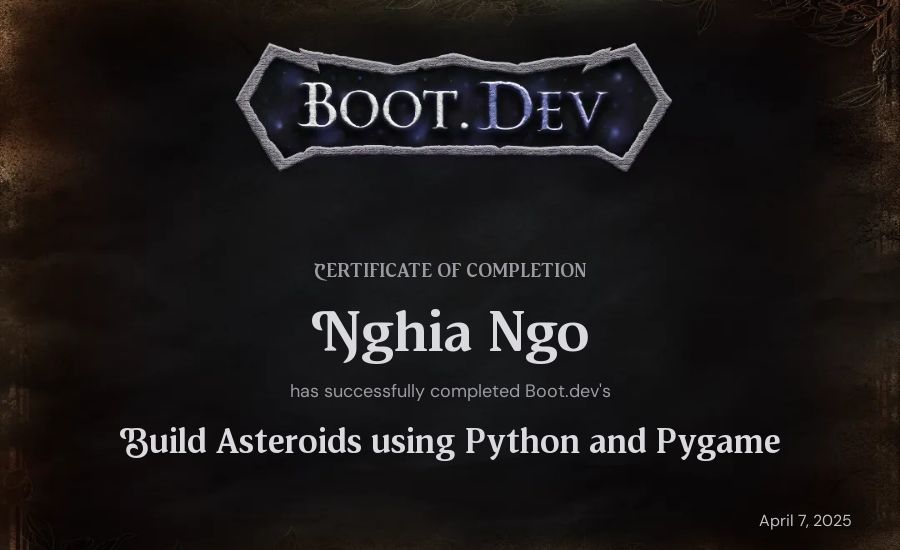 BOOT.DEV
CERTIFICATE OF COMPLETION
Nghia Ngo
has successfully completed Boot.dev's
Build Asteroids using Python and Pygame
April 7, 2025